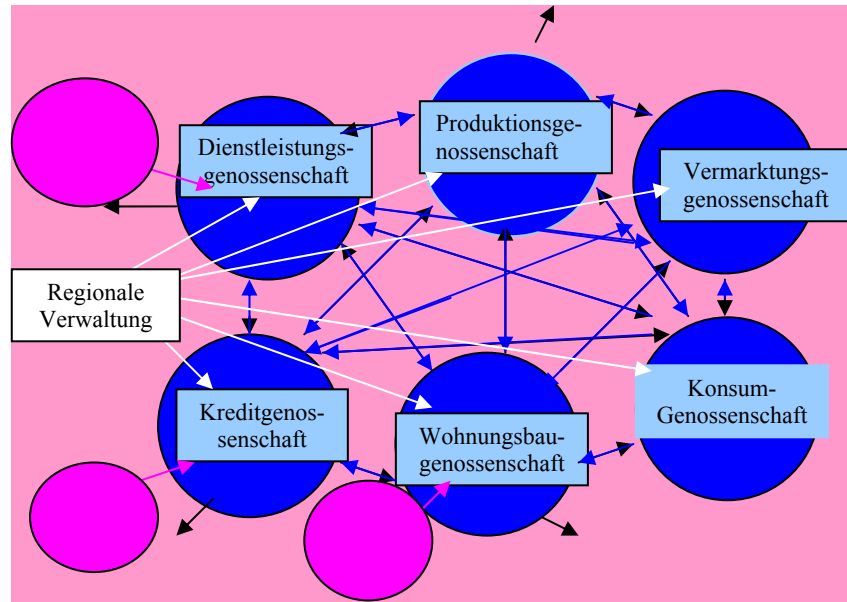 Dienstleistungs-
genossenschaft
Produktionsge-
nossenschaft
Vermarktungs-
genossenschaft
Regionale
Verwaltung
Kreditgenos-
senschaft
Wohnungsbau-
genossenschaft
Konsum-
Genossenschaft